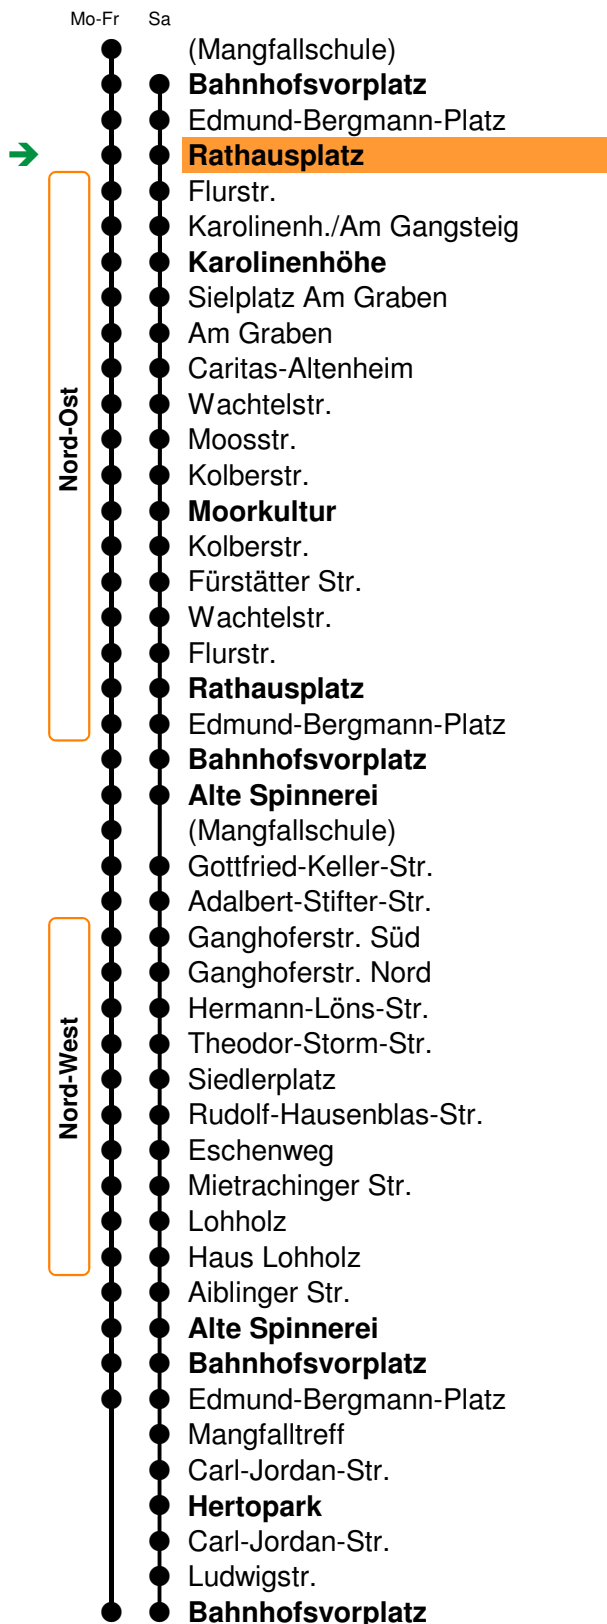 Mo-Fr Sa
(Mangfallschule)
Bahnhofsvorplatz
Edmund-Bergmann-Platz
Rathausplatz
Flurstr.
Karolinenh./Am Gangsteig
Karolinenhöhe
Sielplatz Am Graben
Am Graben
Caritas-Altenheim
Wachtelstr.
Nord-Ost
Moosstr.
Kolberstr.
Moorkultur
Kolberstr.
Fürstätter Str.
Wachtelstr.
Flurstr.
Rathausplatz
Edmund-Bergmann-Platz
Bahnhofsvorplatz
Alte Spinnerei
(Mangfallschule)
Gottfried-Keller-Str.
Adalbert-Stifter-Str.
Ganghoferstr. Süd
Ganghoferstr. Nord
Hermann-Löns-Str.
Theodor-Storm-Str.
Nord-West
Siedlerplatz
Rudolf-Hausenblas-Str.
Eschenweg
Mietrachinger Str.
Lohholz
Haus Lohholz
Aiblinger Str.
Alte Spinnerei
Bahnhofsvorplatz
Edmund-Bergmann-Platz
Mangfalltreff
Carl-Jordan-Str.
Hertopark
Carl-Jordan-Str.
Ludwigstr.
Bahnhofsvorplatz